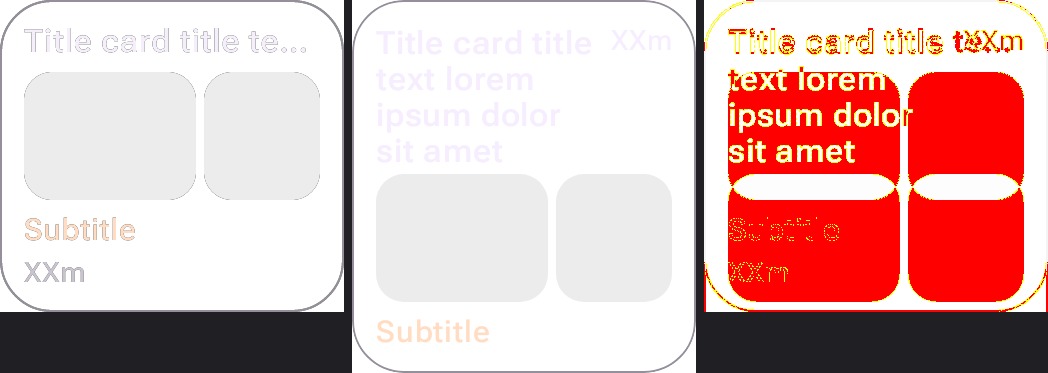 Title card title te...
Subtitle
XXm
Title card title XXm
text lorem
ipsum dolor
sit amet
Subtitle
Title card title te... XXm
text lorem
ipsum dolor
sit amet
Subtitle
XXm